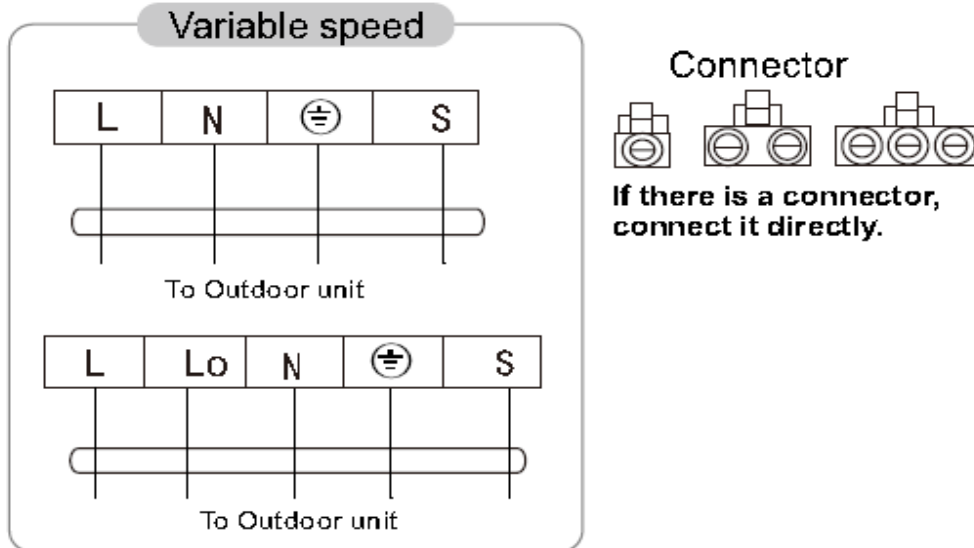 Variable speed
L N S
To Outdoor unit
L Lo N S
To Outdoor unit
Connector
If there is a connector,
connect it directly.